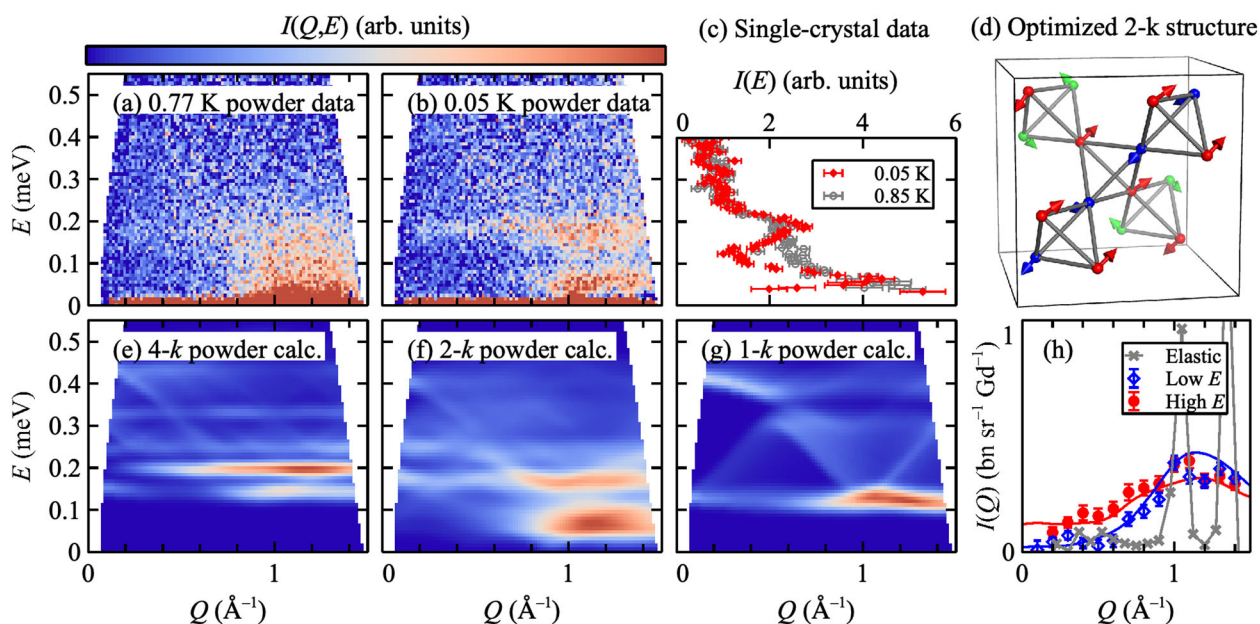 I(Q,E) (arb. units)
(c) Single-crystal data
(d) Optimized 2-k structure
I(E) (arb. units)
0 2 4 6
0.05 K
0.85 K
(a) 0.77 K powder data
(b) 0.05 K powder data
E (meV)
0.5
0.4
0.3
0.2
0.1
0
(e) 4-k powder calc.
(f) 2-k powder calc.
(g) 1-k powder calc.
(h)
E (meV)
0.5
0.4
0.3
0.2
0.1
0
0 1
Q (Å⁻¹)
0 1
Q (Å⁻¹)
0 1
Q (Å⁻¹)
I(Q) (bn sr⁻¹ Gd⁻¹)
1
0
Elastic
Low E
High E
0 1
Q (Å⁻¹)